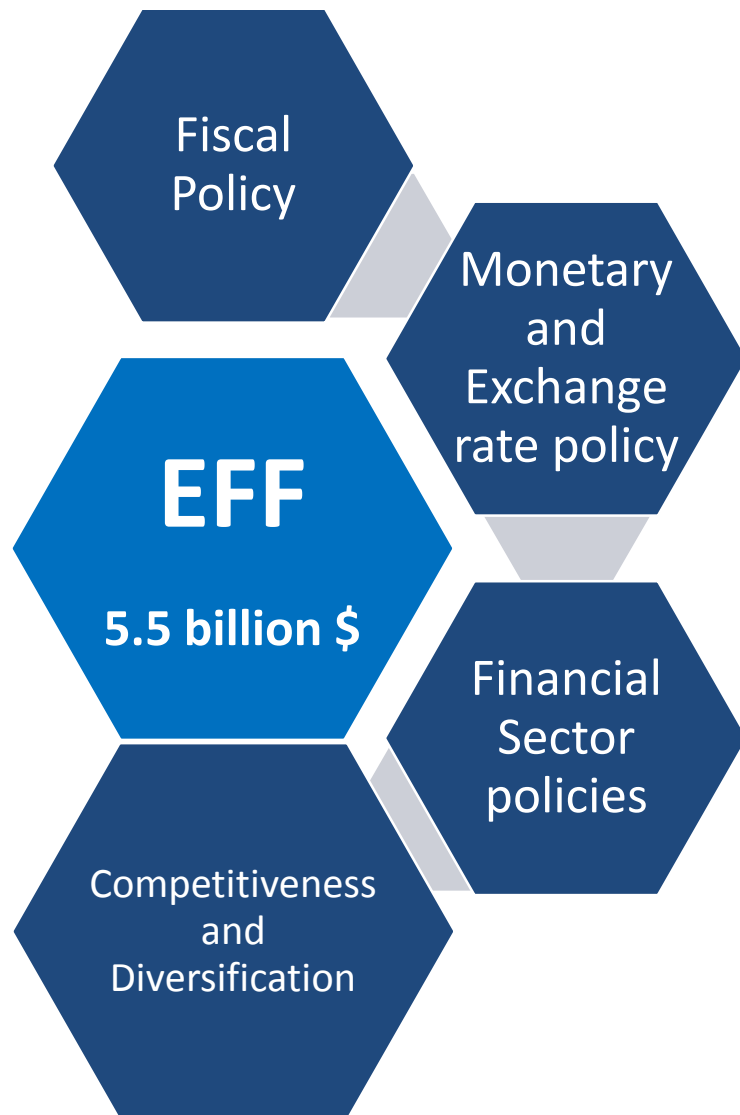 Fiscal
Policy
Monetary
and
Exchange
rate policy
EFF
5.5 billion $
Financial
Sector
policies
Competitiveness
and
Diversification